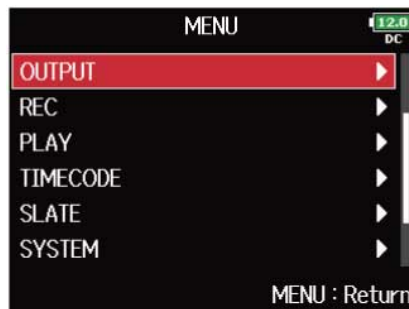 MENU
12.0
DC
OUTPUT
REC
PLAY
TIMECODE
SLATE
SYSTEM
MENU : Return